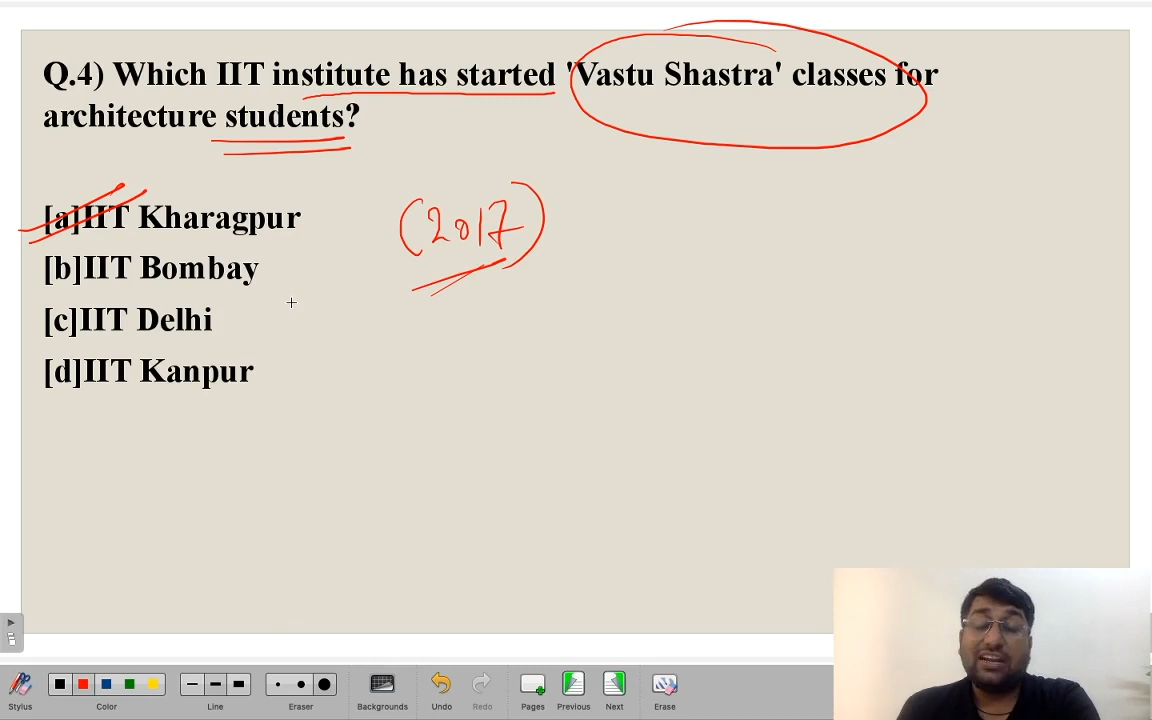 Q.4) Which IIT institute has started 'Vastu Shastra' classes for
architecture students?
[a]IIT Kharagpur
(2017)
[b]IIT Bombay
[c]IIT Delhi
[d]IIT Kanpur
Stylus
Color
Line
Eraser
Backgrounds
Undo
Redo
Pages
Previous
Next
Erase